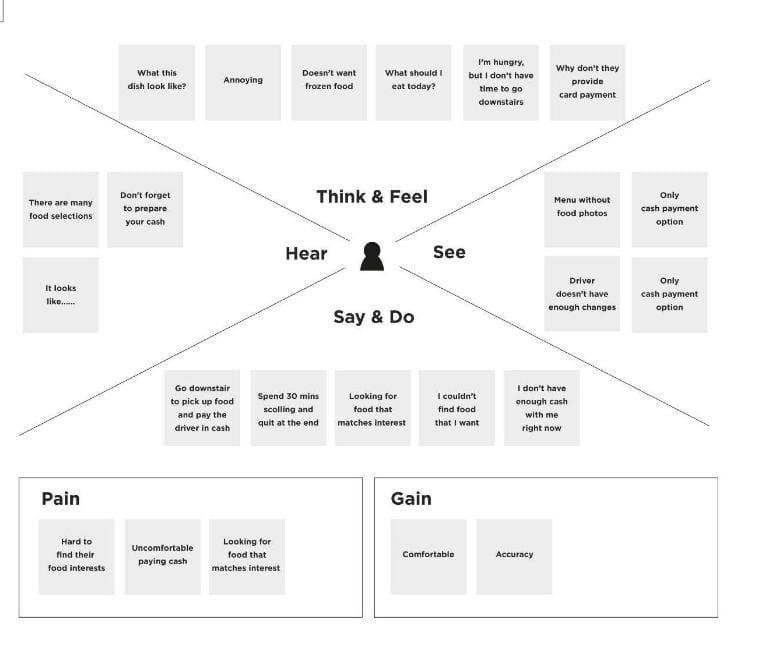 What this
dish look like?
Annoying
Doesn't want
frozen food
What should I
eat today?
I'm hungry,
but I don't have
time to go
downstairs
Why don't they
provide
card payment
There are many
food selections
Don't forget
to prepare
your cash
It looks
like......
Think & Feel
Hear
See
Say & Do
Menu without
food photos
Only
cash payment
option
Driver
doesn't have
enough changes
Only
cash payment
option
Go downstair
to pick up food
and pay the
driver in cash
Spend 30 mins
scolling and
quit at the end
Looking for
food that
matches interest
I couldn't
find food
that I want
I don't have
enough cash
with me
right now
Pain
Hard to
find their
food interests
Uncomfortable
paying cash
Looking for
food that
matches interest
Gain
Comfortable
Accuracy